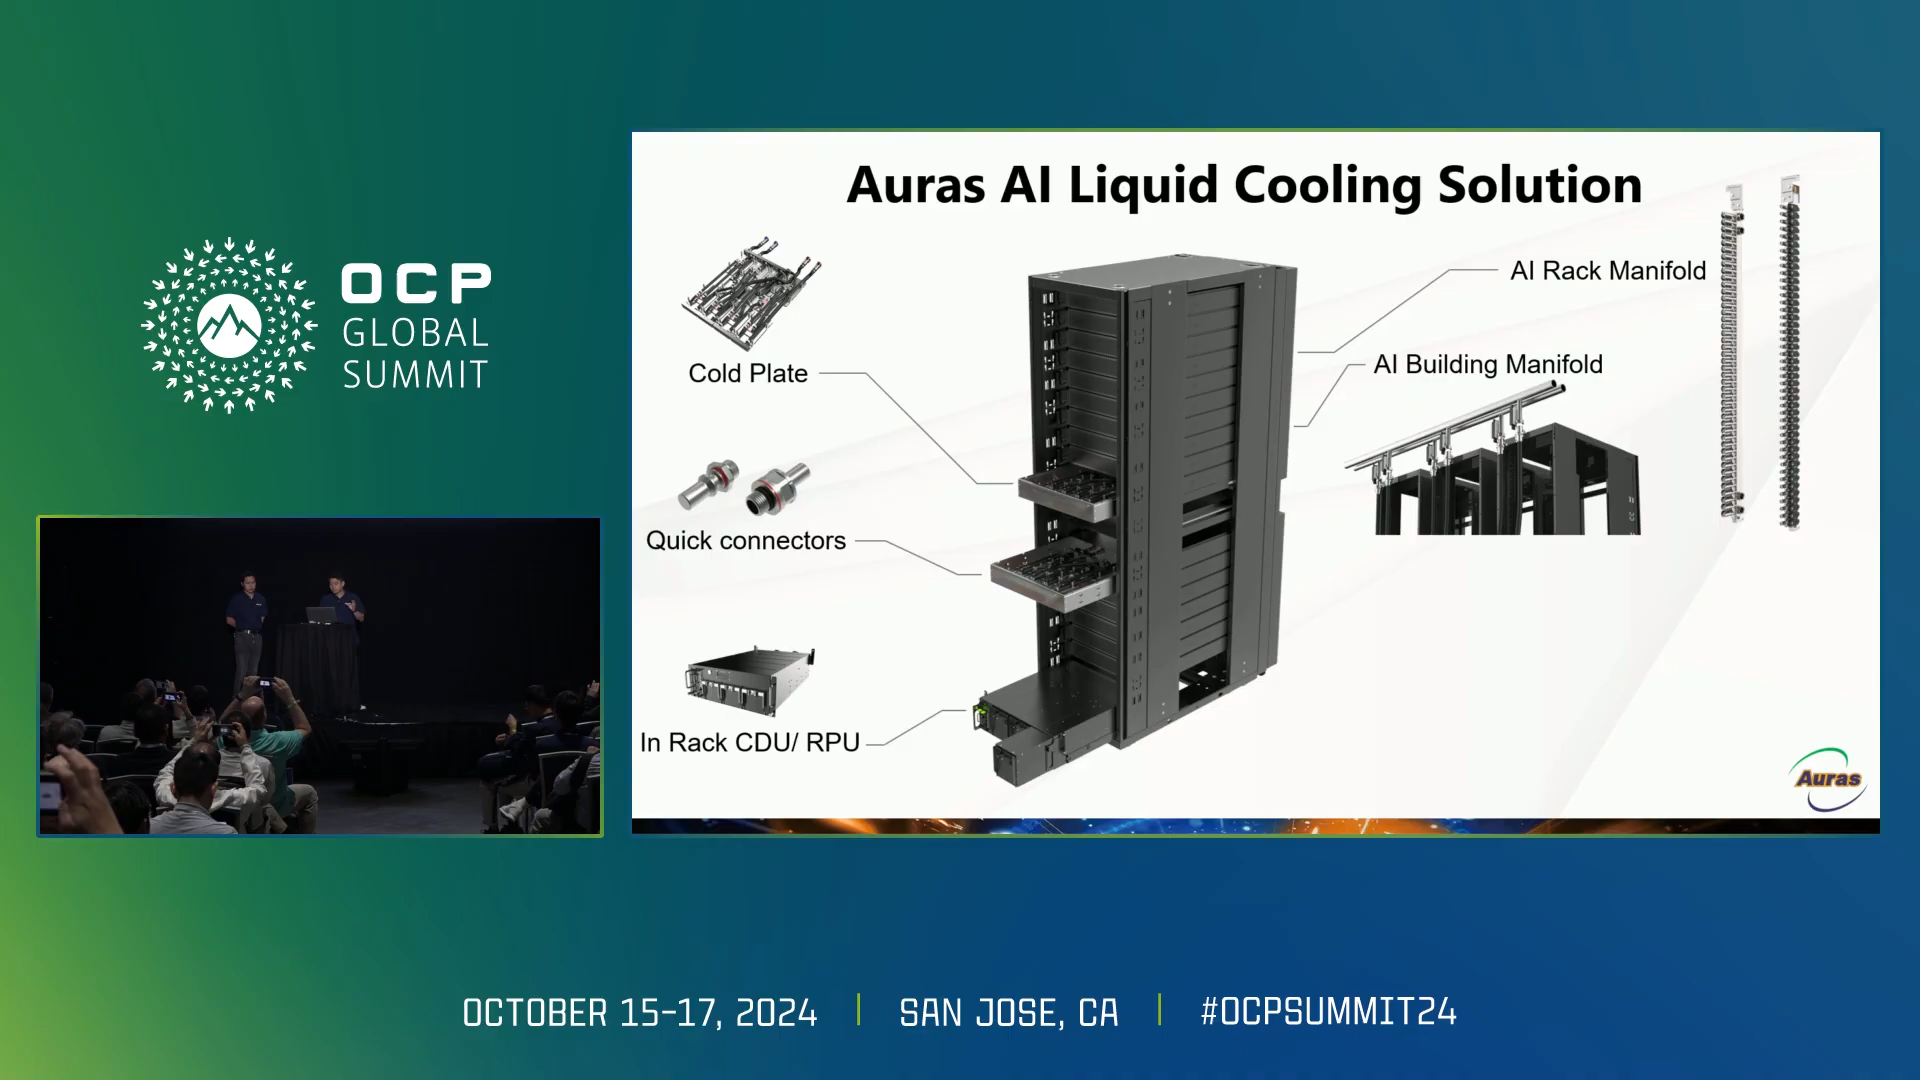 OCP
GLOBAL
SUMMIT
Auras AI Liquid Cooling Solution
Cold Plate
Quick connectors
In Rack CDU/ RPU
AI Rack Manifold
AI Building Manifold
Auras
OCTOBER 15-17, 2024
SAN JOSE, CA
#OCPSUMMIT24